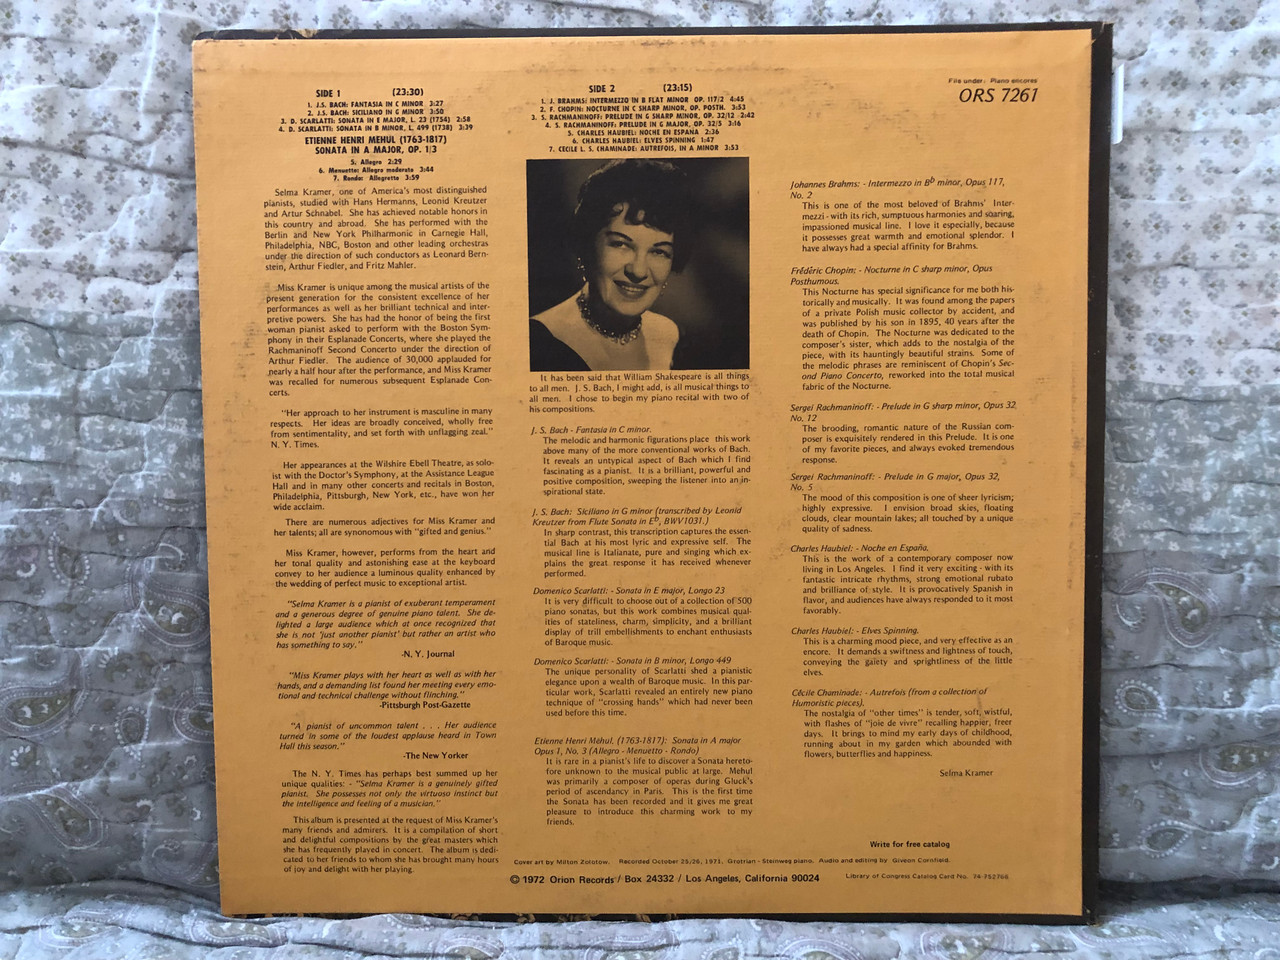 SIDE 1 (23:30)
1. J.S. BACH: FANTASIA IN C MINOR 3:27
2. J.S. BACH: SICILIANO IN G MINOR 3:50
3. D. SCARLATTI: SONATA IN E MAJOR, L. 23 (1754) 2:58
4. D. SCARLATTI: SONATA IN B MINOR, L. 499 (1738) 3:39
ETIENNE HENRI MEHUL (1763-1817)
SONATA IN A MAJOR, OP. 1/3
5. Allegro 2:29
6. Menuetto: Allegro moderato 3:44
7. Rondo: Allegretto 3:59
Selma Kramer, one of America's most distinguished
pianists, studied with Hans Hermanns, Leonid Kreutzer
and Artur Schnabel. She has achieved notable honors in
this country and abroad. She has performed with the
Berlin and New York Philharmonic in Carnegie Hall,
Philadelphia, NBC, Boston and other leading orchestras
under the direction of such conductors as Leonard Bern-
stein, Arthur Fiedler, and Fritz Mahler.
Miss Kramer is unique among the musical artists of the
present generation for the consistent excellence of her
performances as well as her brilliant technical and inter-
pretive powers. She has had the honor of being the first
woman pianist asked to perform with the Boston Sym-
phony in their Esplanade Concerts, where she played the
Rachmaninoff Second Concerto under the direction of
Arthur Fiedler. The audience of 30,000 applauded for
nearly a half hour after the performance, and Miss Kramer
was recalled for numerous subsequent Esplanade Con-
certs.
"Her approach to her instrument is masculine in many
respects. Her ideas are broadly conceived, wholly free
from sentimentality, and set forth with unflagging zeal."
N. Y. Times.
Her appearances at the Wilshire Ebell Theatre, as solo-
ist with the Doctor's Symphony, at the Assistance League
Hall and in many other concerts and recitals in Boston,
Philadelphia, Pittsburgh, New York, etc., have won her
wide acclaim.
There are numerous adjectives for Miss Kramer and
her talents; all are synonomous with "gifted and genius."
Miss Kramer, however, performs from the heart and
her tonal quality and astonishing ease at the keyboard
convey to her audience a luminous quality enhanced by
the wedding of perfect music to exceptional artist.
"Selma Kramer is a pianist of exuberant temperament
and a generous degree of genuine piano talent. She de-
lighted a large audience which at once recognized that
she is not 'just another pianist' but rather an artist who
has something to say."
-N. Y. Journal
"Miss Kramer plays with her heart as well as with her
hands, and a demanding list found her meeting every emo-
tional and technical challenge without flinching."
-Pittsburgh Post-Gazette
"A pianist of uncommon talent . . . Her audience
turned in some of the loudest applause heard in Town
Hall this season."
-The New Yorker
The N. Y. Times has perhaps best summed up her
unique qualities: - "Selma Kramer is a genuinely gifted
pianist. She possesses not only the virtuoso instinct but
the intelligence and feeling of a musician."
This album is presented at the request of Miss Kramer's
many friends and admirers. It is a compilation of short
and delightful compositions by the great masters which
she has frequently played in concert. The album is dedi-
cated to her friends to whom she has brought many hours
of joy and delight with her playing.
SIDE 2 (23:15)
1. J. BRAHMS: INTERMEZZO IN B FLAT MINOR OP. 117/2 4:45
2. F. CHOPIN: NOCTURNE IN C SHARP MINOR, OP. POSTH. 3:53
3. S. RACHMANINOFF: PRELUDE IN G SHARP MINOR, OP. 32/12 2:42
4. S. RACHMANINOFF: PRELUDE IN G MAJOR, OP. 32/5 3:16
5. CHARLES HAUBIEL: NOCHE EN ESPAÑA 2:36
6. CHARLES HAUBIEL: ELVES SPINNING 1:47
7. CECILE L. S. CHAMINADE: AUTREFOIS, IN A MINOR 3:53
It has been said that William Shakespeare is all things
to all men. J. S. Bach, I might add, is all musical things to
all men. I chose to begin my piano recital with two of
his compositions.
J. S. Bach - Fantasia in C minor.
The melodic and harmonic figurations place this work
above many of the more conventional works of Bach.
It reveals an untypical aspect of Bach which I find
fascinating as a pianist. It is a brilliant, powerful and
positive composition, sweeping the listener into an in-
spirational state.
J. S. Bach: Siciliano in G minor (transcribed by Leonid
Kreutzer from Flute Sonata in Eb, BWV1031.)
In sharp contrast, this transcription captures the essen-
tial Bach at his most lyric and expressive self. The
musical line is Italianate, pure and singing which ex-
plains the great response it has received whenever
performed.
Domenico Scarlatti: - Sonata in E major, Longo 23
It is very difficult to choose out of a collection of 500
piano sonatas, but this work combines musical qual-
ities of stateliness, charm, simplicity, and a brilliant
display of trill embellishments to enchant enthusiasts
of Baroque music.
Domenico Scarlatti: - Sonata in B minor, Longo 449
The unique personality of Scarlatti shed a pianistic
elegance upon a wealth of Baroque music. In this par-
ticular work, Scarlatti revealed an entirely new piano
technique of "crossing hands" which had never been
used before this time.
Etienne Henri Méhul, (1763-1817): Sonata in A major
Opus 1, No. 3 (Allegro - Menuetto - Rondo)
It is rare in a pianist's life to discover a Sonata hereto-
fore unknown to the musical public at large. Mehul
was primarily a composer of operas during Gluck's
period of ascendancy in Paris. This is the first time
the Sonata has been recorded and it gives me great
pleasure to introduce this charming work to my
friends.
File under: Piano encores
ORS 7261
Johannes Brahms: - Intermezzo in Bb minor, Opus 117,
No. 2
This is one of the most beloved of Brahms' Inter-
mezzi - with its rich, sumptuous harmonies and soaring,
impassioned musical line. I love it especially, because
it possesses great warmth and emotional splendor. I
have always had a special affinity for Brahms.
Frédéric Chopin: - Nocturne in C sharp minor, Opus
Posthumous.
This Nocturne has special significance for me both his-
torically and musically. It was found among the papers
of a private Polish music collector by accident, and
was published by his son in 1895, 40 years after the
death of Chopin. The Nocturne was dedicated to the
composer's sister, which adds to the nostalgia of the
piece, with its hauntingly beautiful strains. Some of
the melodic phrases are reminiscent of Chopin's Sec-
ond Piano Concerto, reworked into the total musical
fabric of the Nocturne.
Sergei Rachmaninoff: - Prelude in G sharp minor, Opus 32
No. 12
The brooding, romantic nature of the Russian com-
poser is exquisitely rendered in this Prelude. It is one
of my favorite pieces, and always evoked tremendous
response.
Sergei Rachmaninoff: - Prelude in G major, Opus 32,
No. 5
The mood of this composition is one of sheer lyricism;
highly expressive. I envision broad skies, floating
clouds, clear mountain lakes; all touched by a unique
quality of sadness.
Charles Haubiel: - Noche en España.
This is the work of a contemporary composer now
living in Los Angeles. I find it very exciting - with its
fantastic intricate rhythms, strong emotional rubato
and brilliance of style. It is provocatively Spanish in
flavor, and audiences have always responded to it most
favorably.
Charles Haubiel: - Elves Spinning.
This is a charming mood piece, and very effective as an
encore. It demands a swiftness and lightness of touch,
conveying the gaiety and sprightliness of the little
elves.
Cécile Chaminade: - Autrefois (from a collection of
Humoristic pieces).
The nostalgia of "other times" is tender, soft, wistful,
with flashes of "joie de vivre" recalling happier, freer
days. It brings to mind my early days of childhood,
running about in my garden which abounded with
flowers, butterflies and happiness.
Selma Kramer
Write for free catalog
Cover art by Milton Zolotow. Recorded October 25/26, 1971. Grotrian - Steinweg piano. Audio and editing by Giveon Cornfield.
© 1972 Orion Records / Box 24332 / Los Angeles, California 90024
Library of Congress Catalog Card No. 74-752768